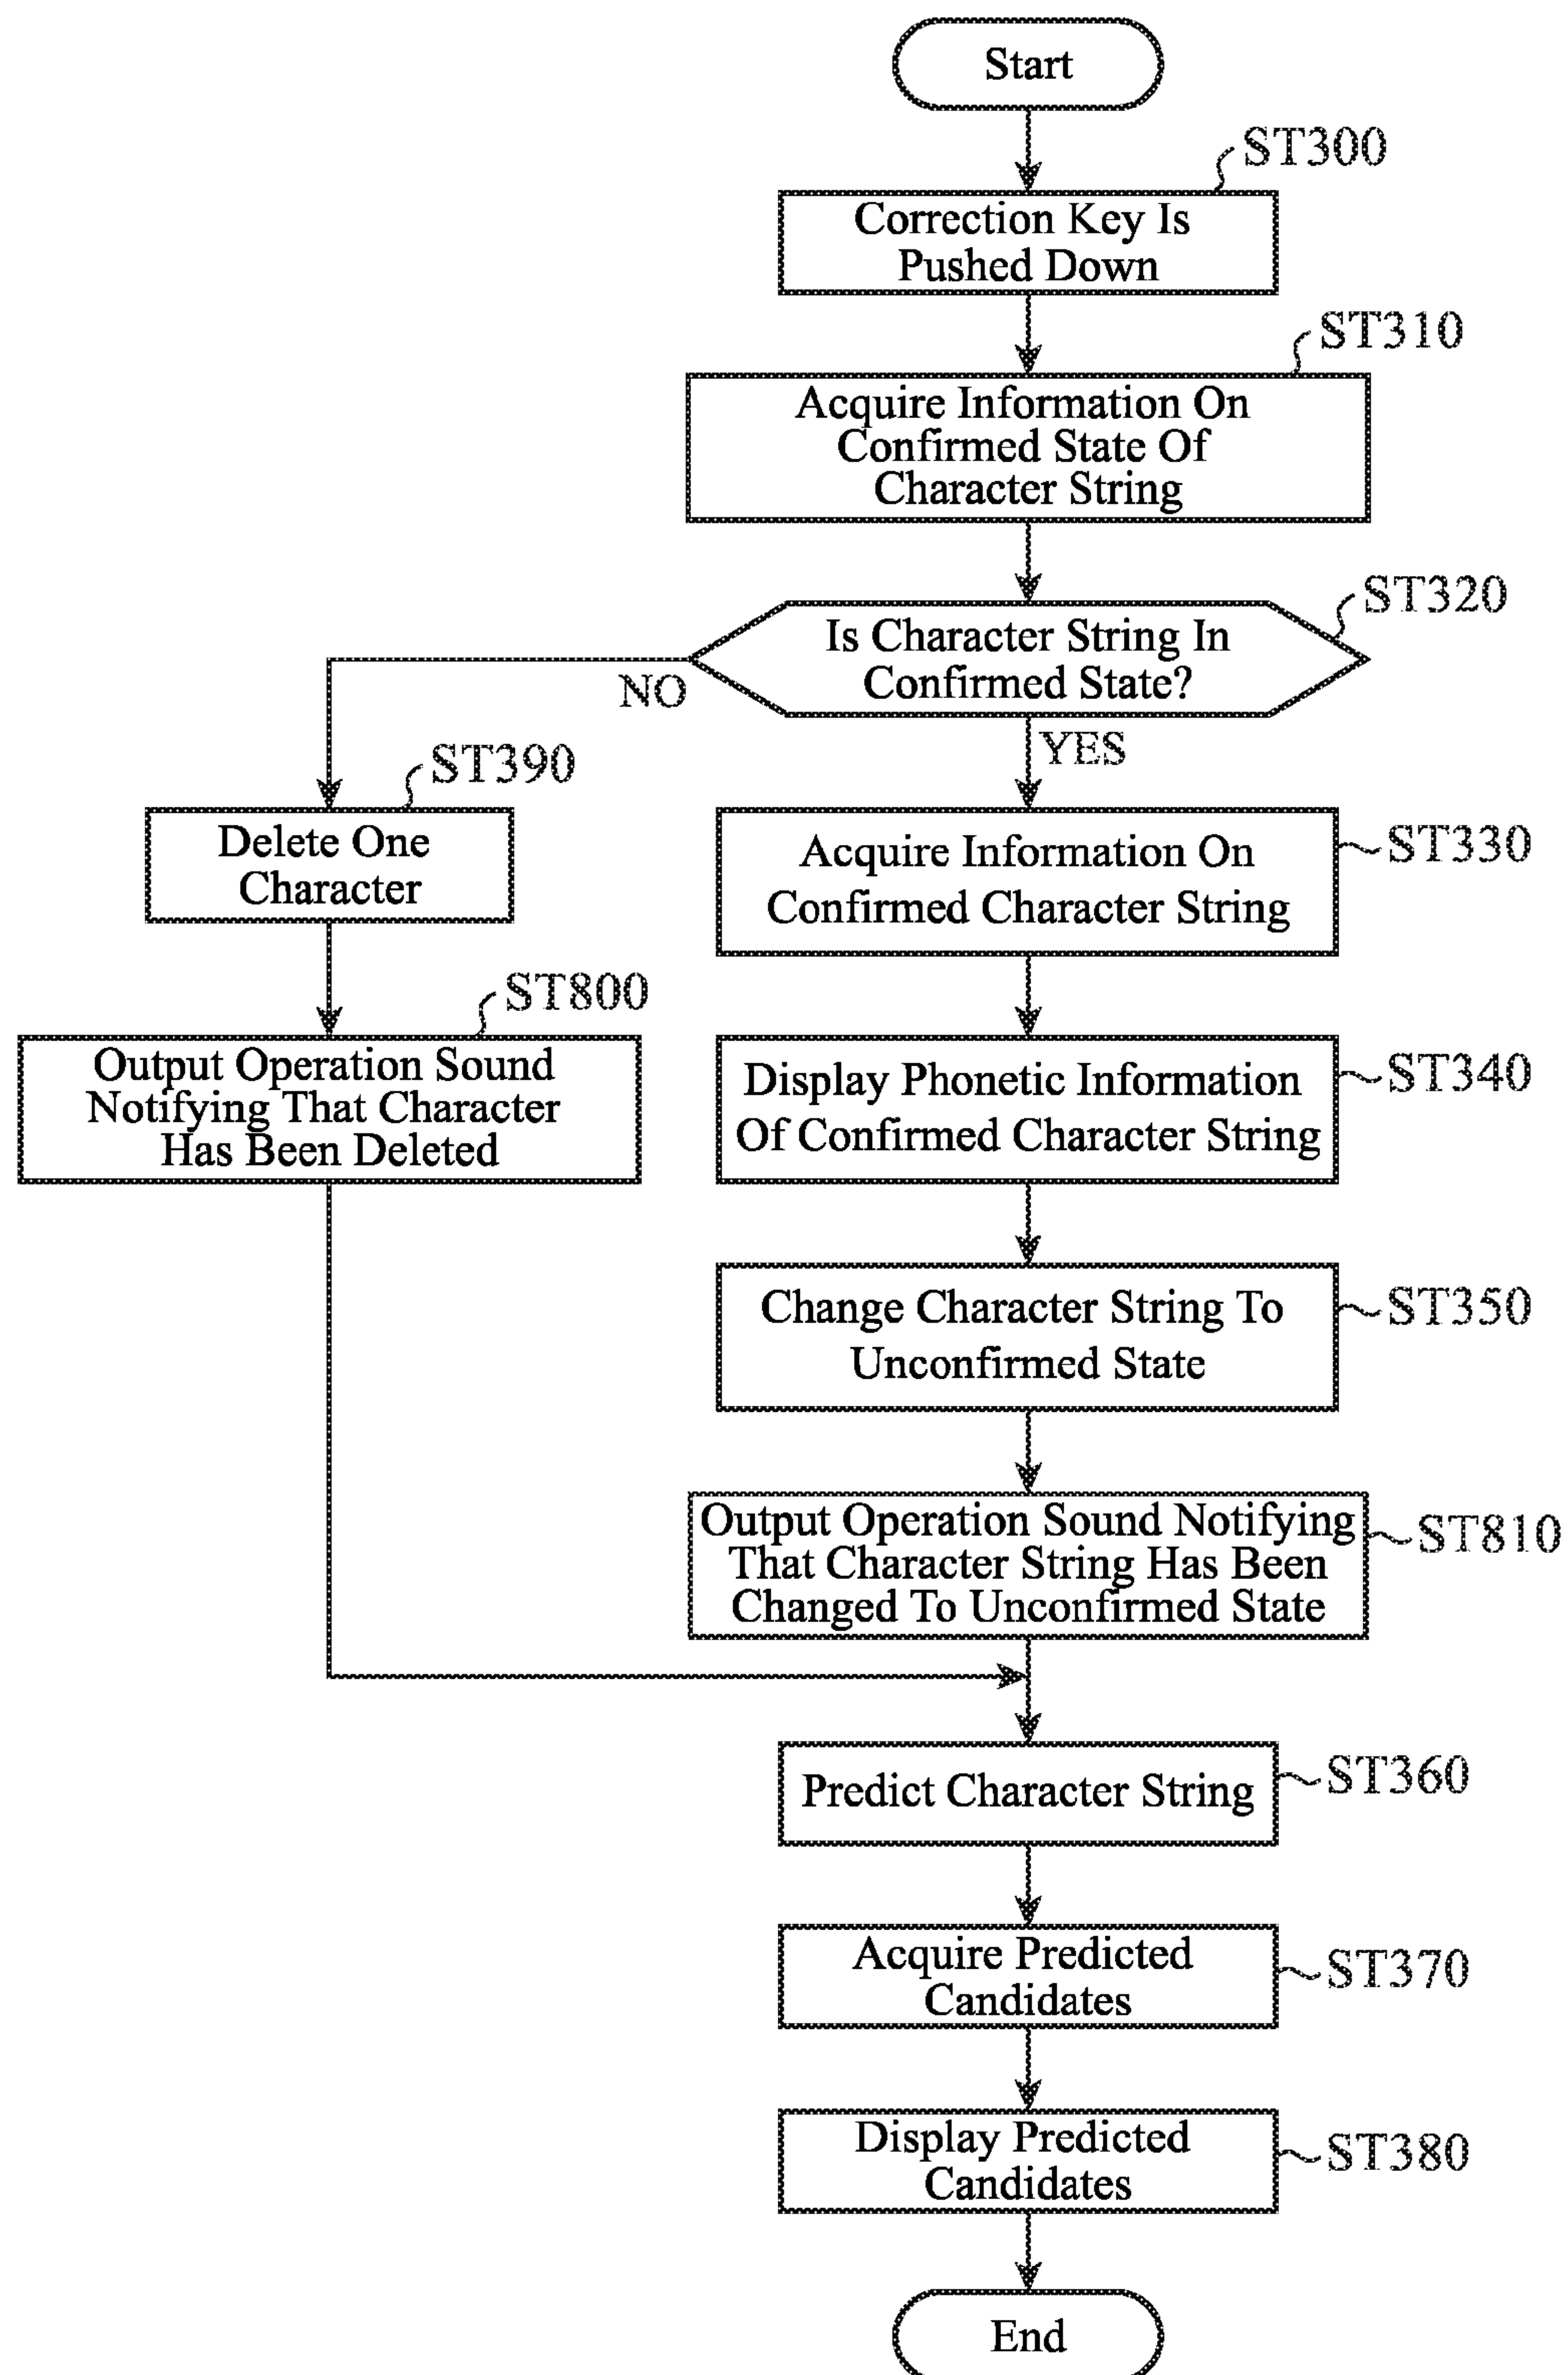 Start
ST300
Correction Key Is
Pushed Down
ST310
Acquire Information On
Confirmed State Of
Character String
ST320
Is Character String In
Confirmed State?
NO
YES
ST390
Delete One
Character
ST330
Acquire Information On
Confirmed Character String
ST800
Output Operation Sound
Notifying That Character
Has Been Deleted
ST340
Display Phonetic Information
Of Confirmed Character String
ST350
Change Character String To
Unconfirmed State
ST810
Output Operation Sound Notifying
That Character String Has Been
Changed To Unconfirmed State
ST360
Predict Character String
ST370
Acquire Predicted
Candidates
ST380
Display Predicted
Candidates
End